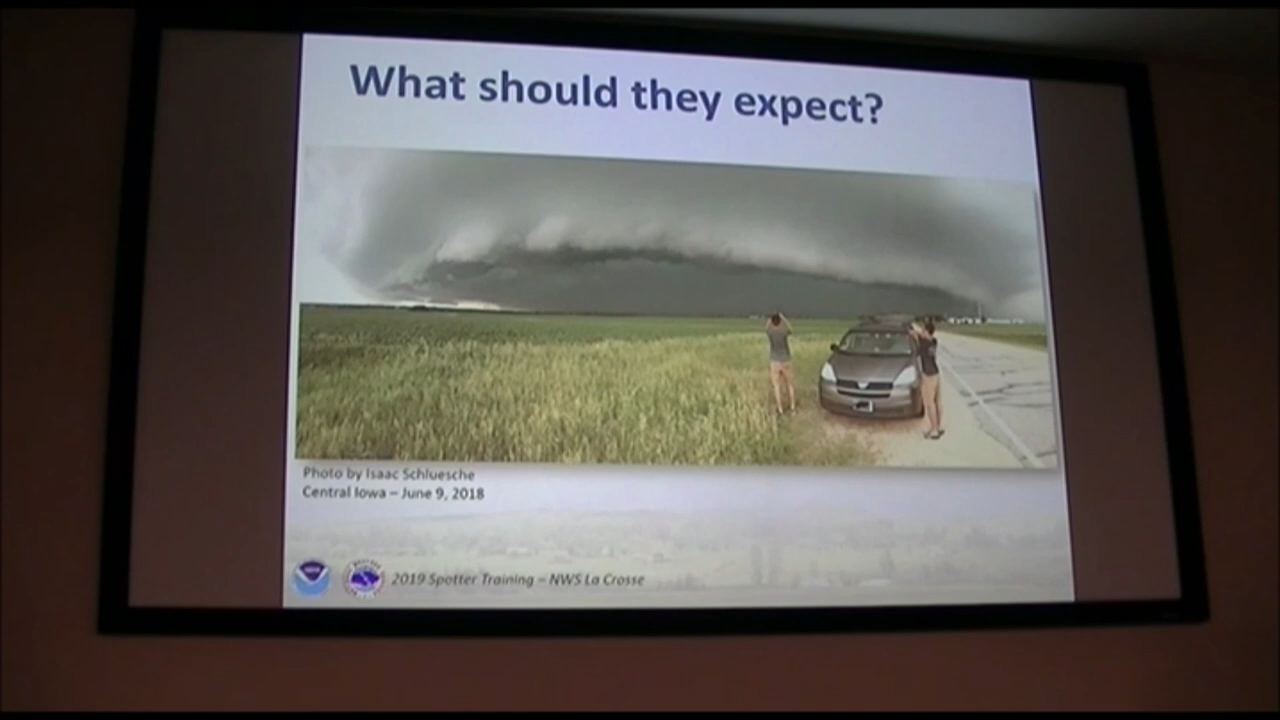 What should they expect?
Photo by Isaac Schluesche
Central Iowa – June 9, 2018
2019 Spotter Training – NWS La Crosse